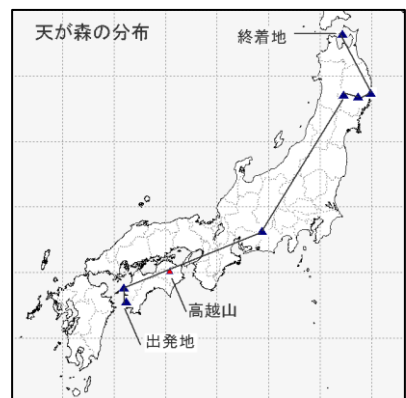 天が森の分布
終着地
高越山
出発地